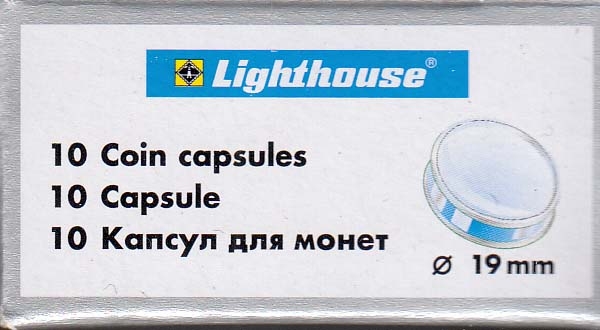 Lighthouse®
10 Coin capsules
10 Capsule
10 Капсул для монет
Ø 19 mm